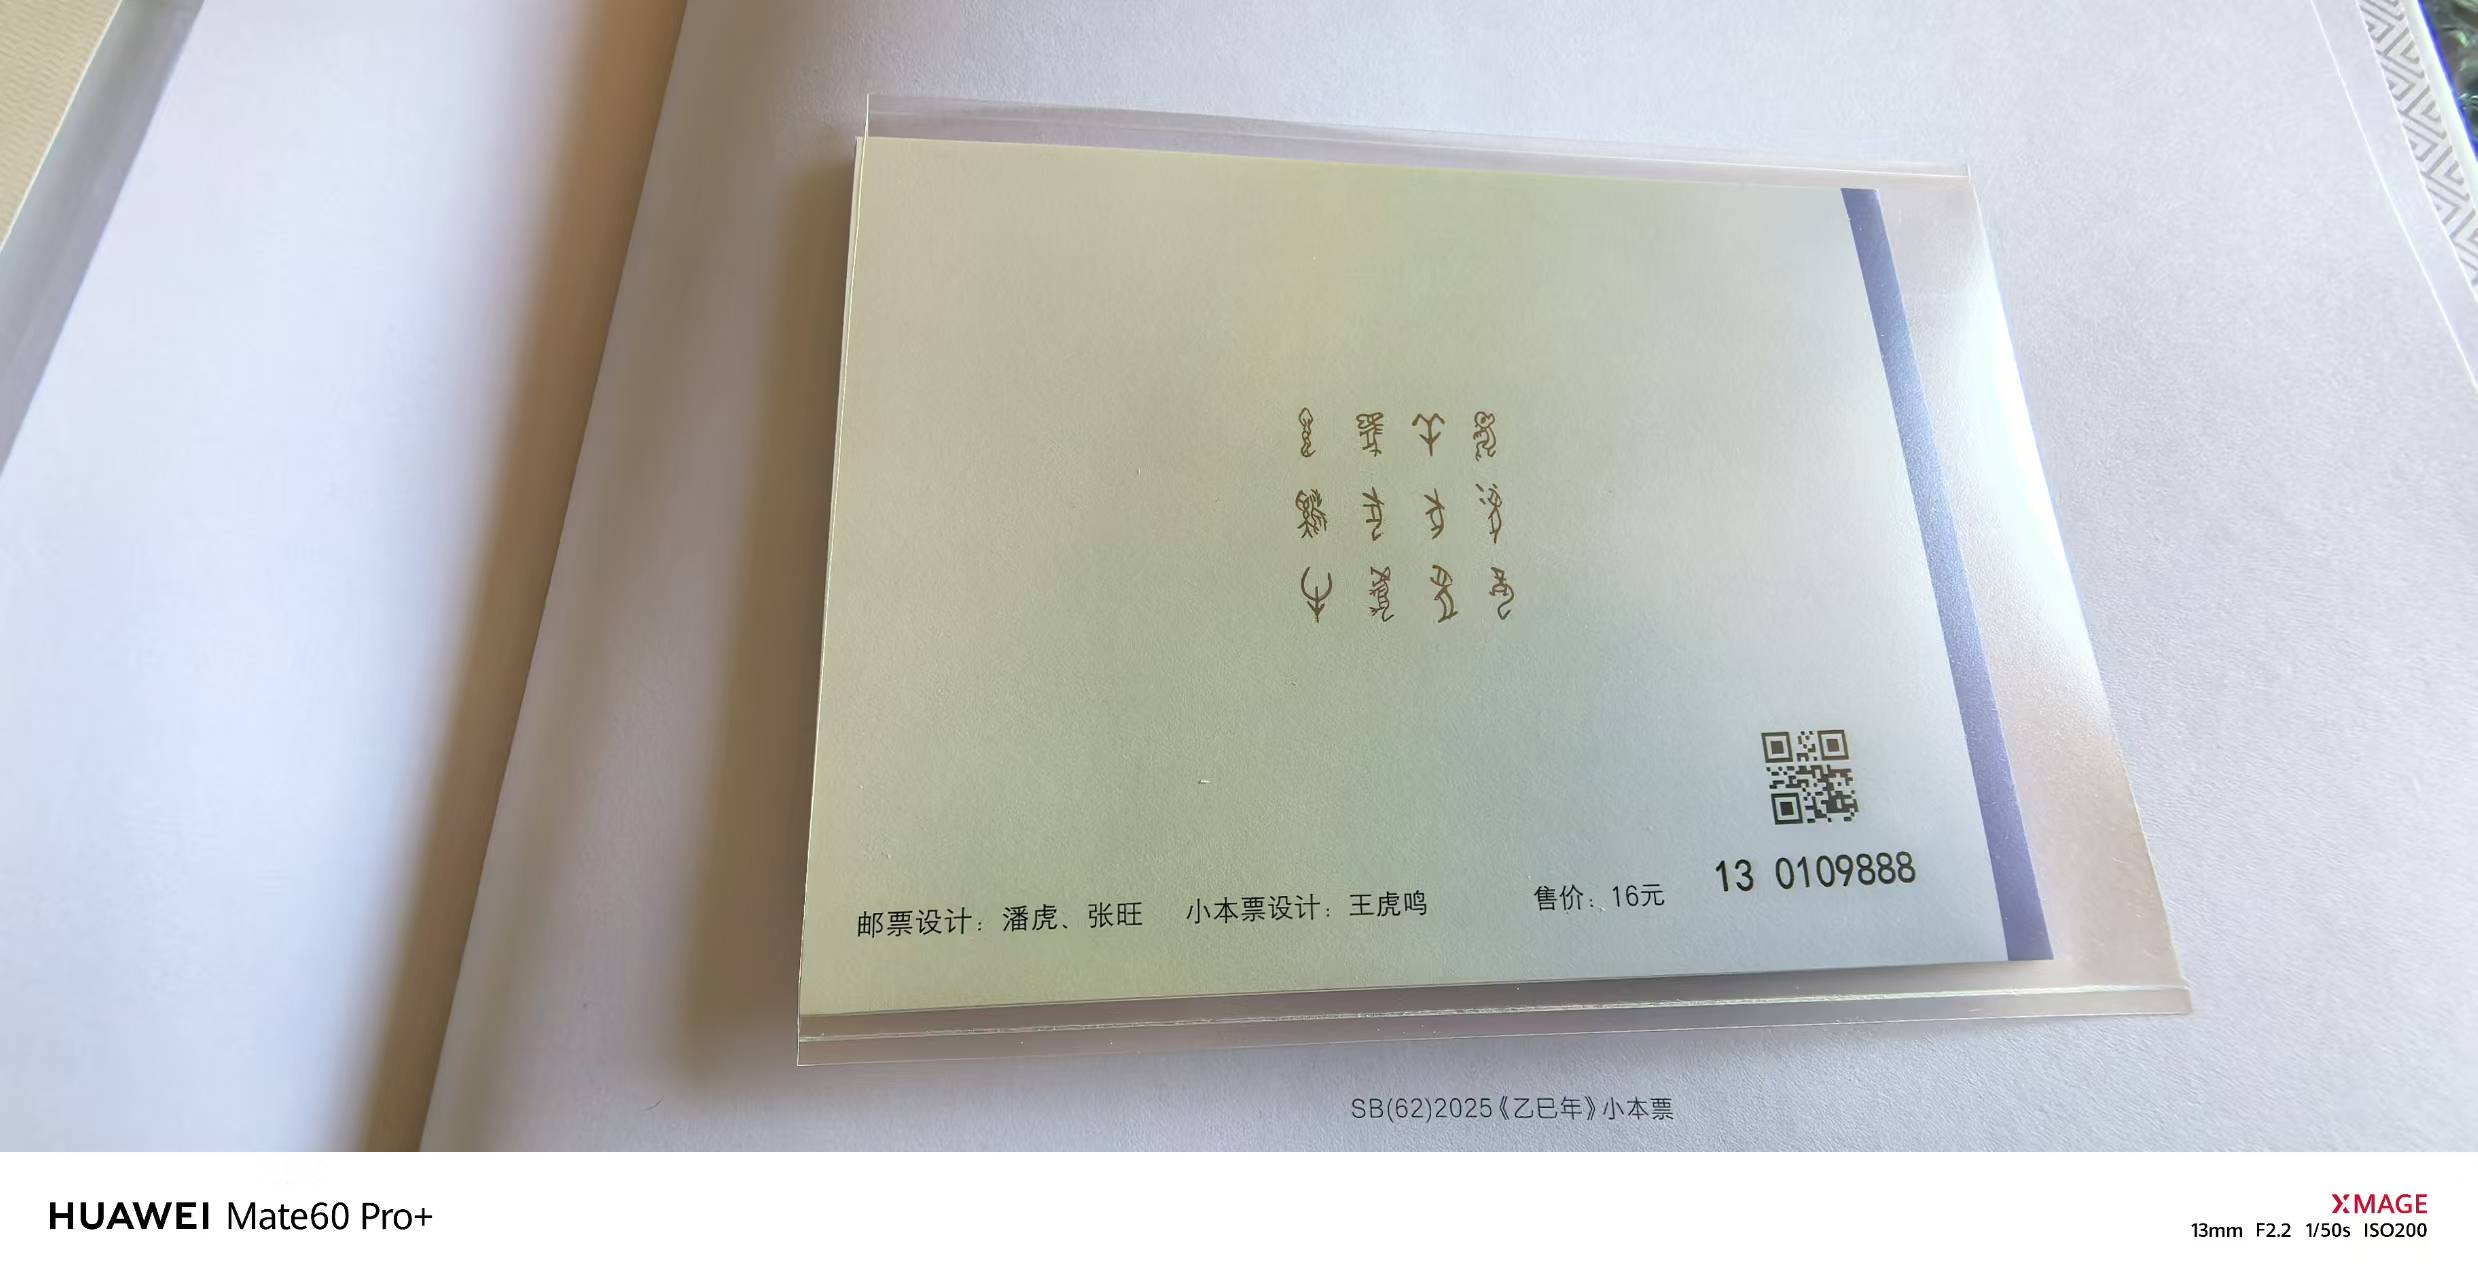 13 0109888
邮票设计：潘虎、张旺 小本票设计：王虎鸣 售价：16元
SB(62)2025《乙巳年》小本票
HUAWEI Mate60 Pro+
XMAGE
13mm F2.2 1/50s ISO200